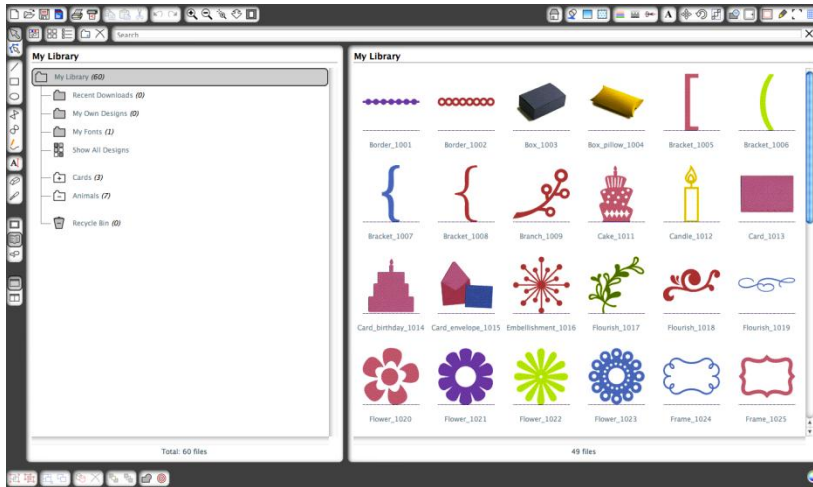 Search
My Library
My Library (60)
Recent Downloads (0)
My Own Designs (0)
My Fonts (1)
Show All Designs
Cards (3)
Animals (7)
Recycle Bin (0)
Total: 60 files
My Library
Border_1001 Border_1002 Box_1003 Box_pillow_1004 Bracket_1005 Bracket_1006
Bracket_1007 Bracket_1008 Branch_1009 Cake_1011 Candle_1012 Card_1013
Card_birthday_1014 Card_envelope_1015 Embellishment_1016 Flourish_1017 Flourish_1018 Flourish_1019
Flower_1020 Flower_1021 Flower_1022 Flower_1023 Frame_1024 Frame_1025
49 files